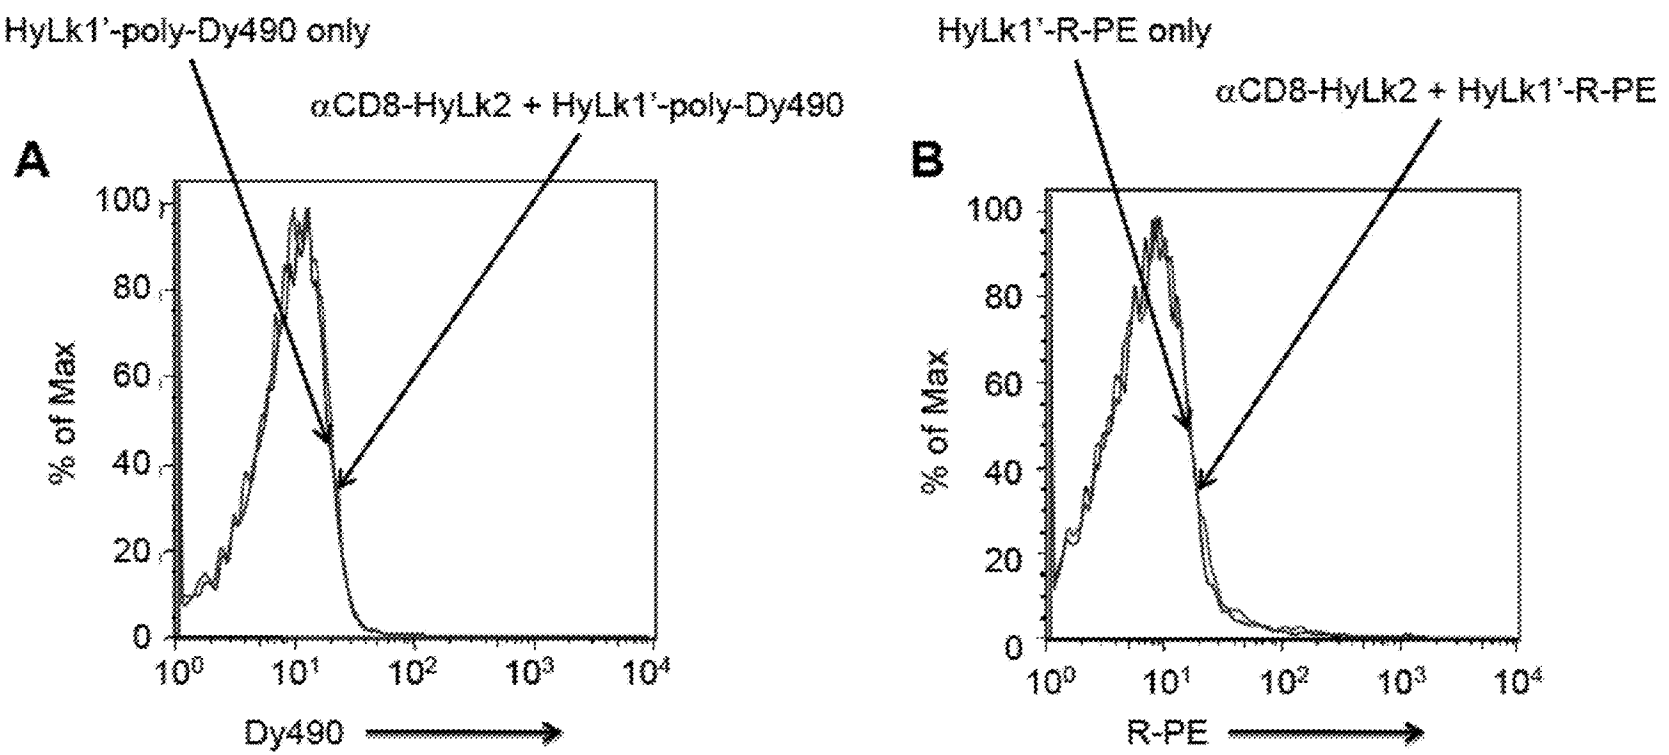 HyLk1’-poly-Dy490 only
αCD8-HyLk2 + HyLk1’-poly-Dy490
A
100
80
60
40
20
0
% of Max
10⁰ 10¹ 10² 10³ 10⁴
Dy490
HyLk1’-R-PE only
αCD8-HyLk2 + HyLk1’-R-PE
B
100
80
60
40
20
0
% of Max
10⁰ 10¹ 10² 10³ 10⁴
R-PE